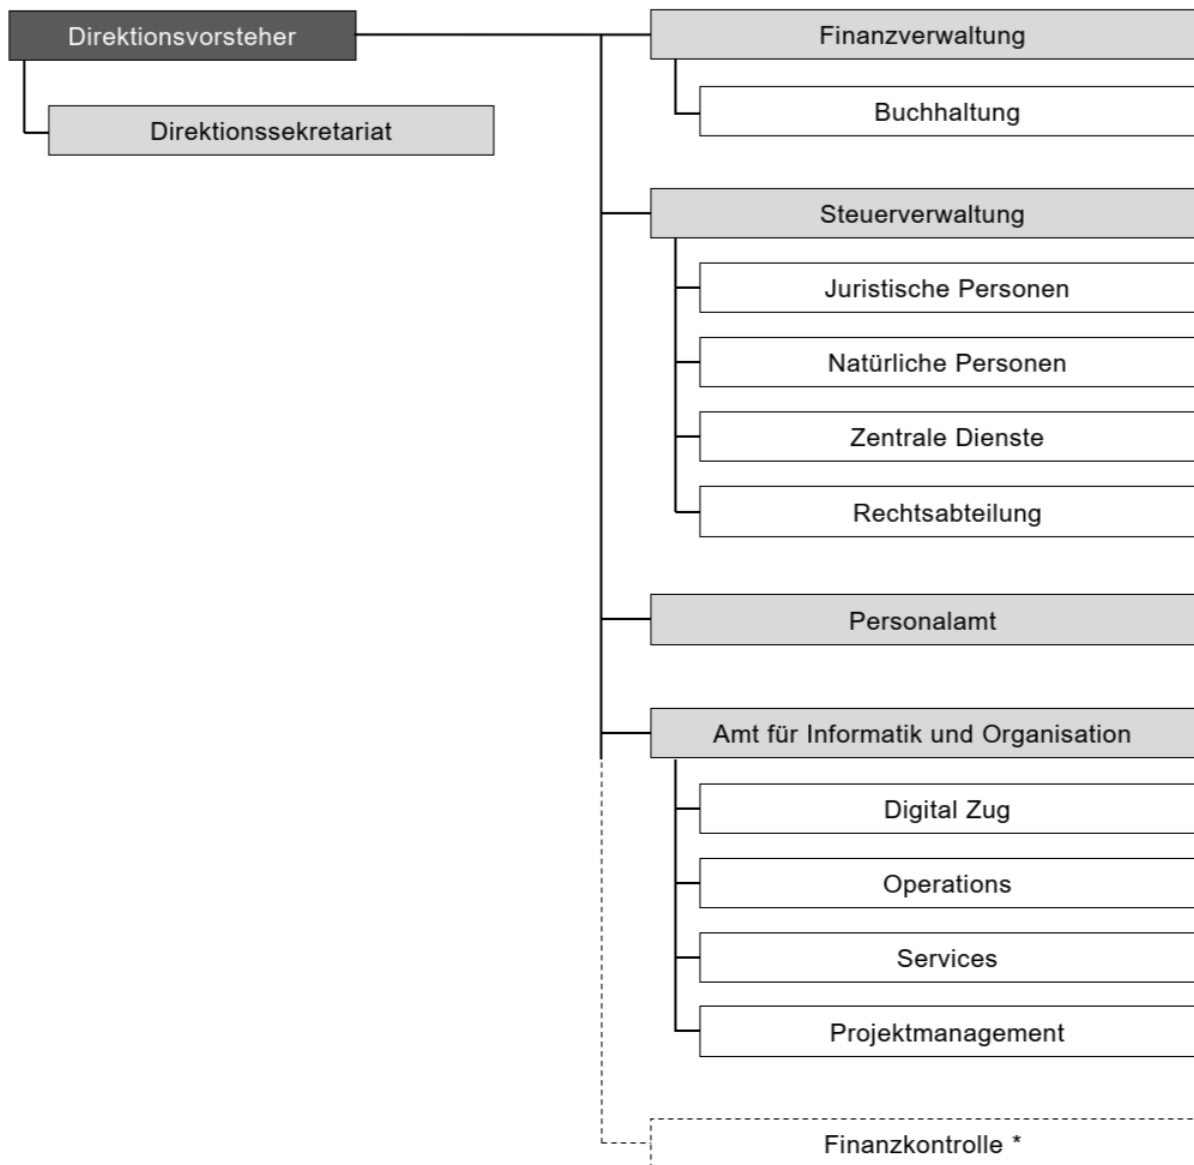 Direktionsvorsteher
Direktionssekretariat
Finanzverwaltung
Buchhaltung
Steuerverwaltung
Juristische Personen
Natürliche Personen
Zentrale Dienste
Rechtsabteilung
Personalamt
Amt für Informatik und Organisation
Digital Zug
Operations
Services
Projektmanagement
Finanzkontrolle *